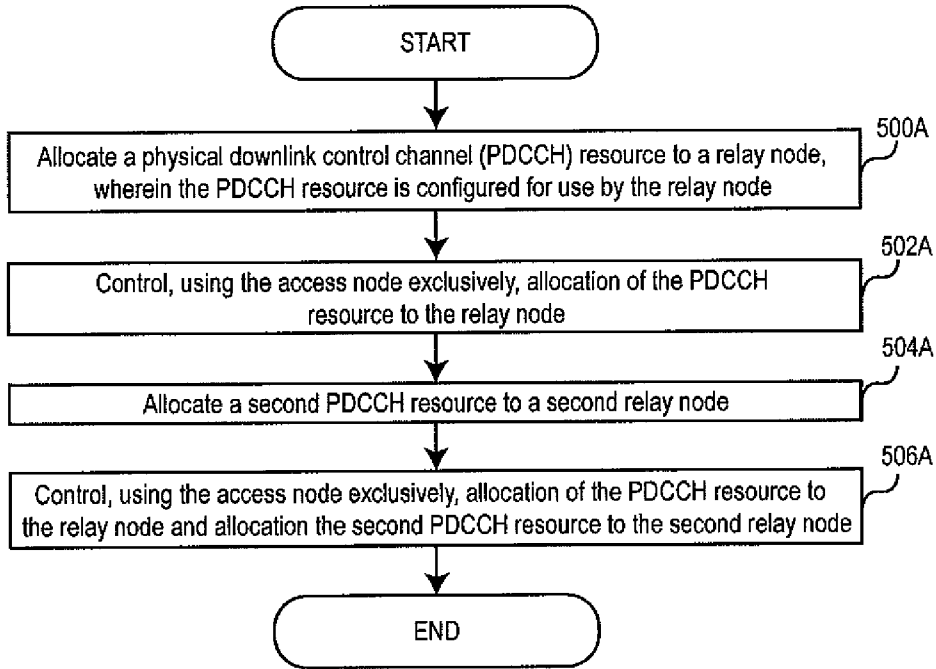 START
500A
Allocate a physical downlink control channel (PDCCH) resource to a relay node,
wherein the PDCCH resource is configured for use by the relay node
502A
Control, using the access node exclusively, allocation of the PDCCH
resource to the relay node
504A
Allocate a second PDCCH resource to a second relay node
506A
Control, using the access node exclusively, allocation of the PDCCH resource to
the relay node and allocation the second PDCCH resource to the second relay node
END